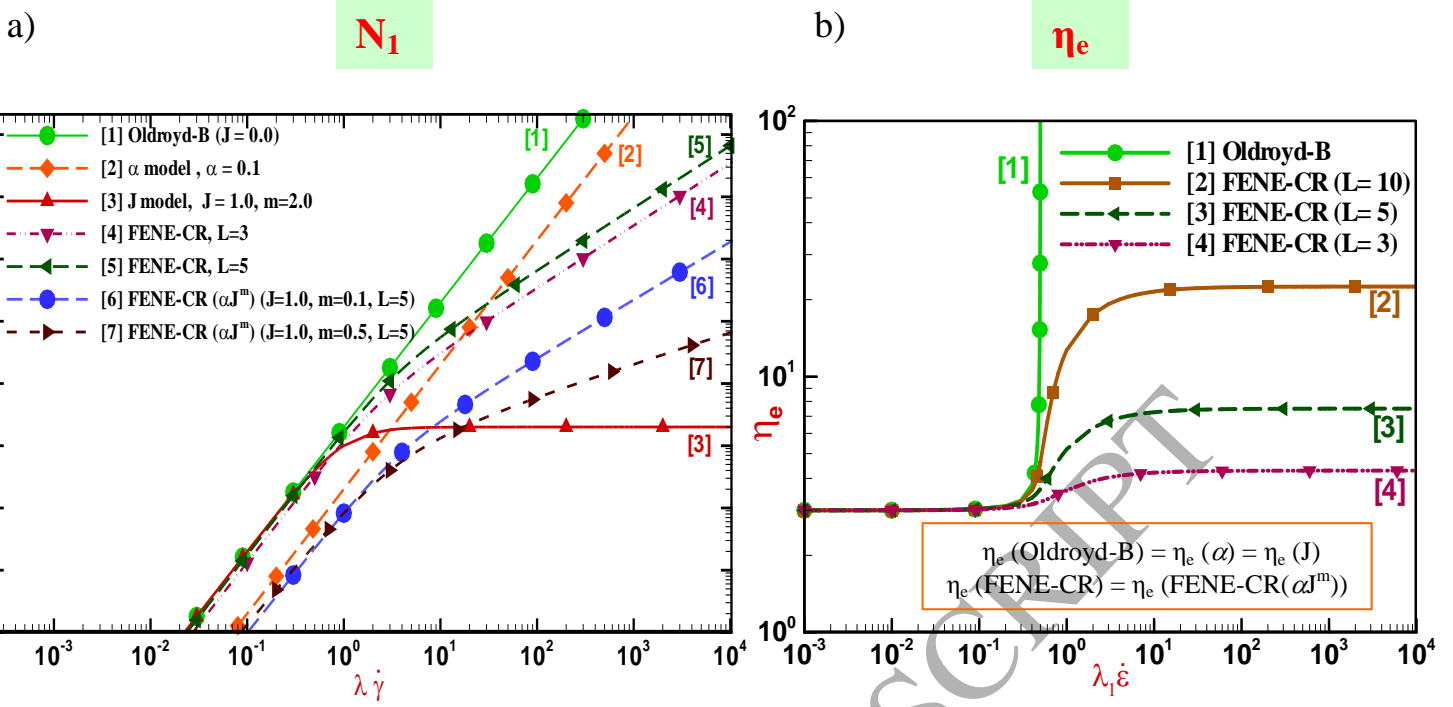 a)
N₁
[1] Oldroyd-B (J = 0.0)
[2] α model , α = 0.1
[3] J model, J = 1.0, m=2.0
[4] FENE-CR, L=3
[5] FENE-CR, L=5
[6] FENE-CR (αJᵐ) (J=1.0, m=0.1, L=5)
[7] FENE-CR (αJᵐ) (J=1.0, m=0.5, L=5)
[1]
[2]
[5]
[4]
[6]
[7]
[3]
10⁻³ 10⁻² 10⁻¹ 10⁰ 10¹ 10² 10³ 10⁴
λ γ̇
b)
ηₑ
[1] Oldroyd-B
[2] FENE-CR (L= 10)
[3] FENE-CR (L= 5)
[4] FENE-CR (L= 3)
[1]
[2]
[3]
[4]
10²
10¹
10⁰
ηₑ
ηₑ (Oldroyd-B) = ηₑ (α) = ηₑ (J)
ηₑ (FENE-CR) = ηₑ (FENE-CR(αJᵐ))
10⁻³ 10⁻² 10⁻¹ 10⁰ 10¹ 10² 10³ 10⁴
λ₁ε̇
SCRIPT